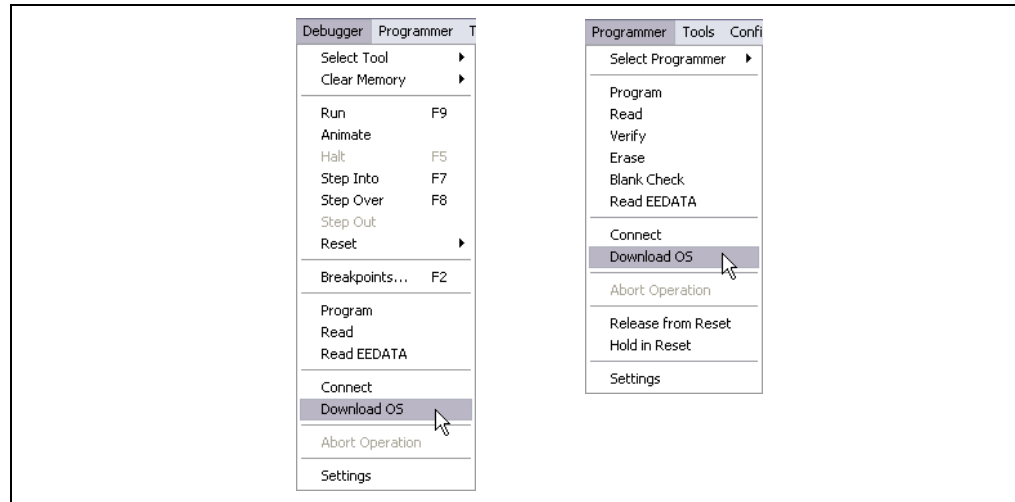 Debugger Programmer T
Select Tool
Clear Memory
Run F9
Animate
Halt F5
Step Into F7
Step Over F8
Step Out
Reset
Breakpoints... F2
Program
Read
Read EEDATA
Connect
Download OS
Abort Operation
Settings
Programmer Tools Confi
Select Programmer
Program
Read
Verify
Erase
Blank Check
Read EEDATA
Connect
Download OS
Abort Operation
Release from Reset
Hold in Reset
Settings